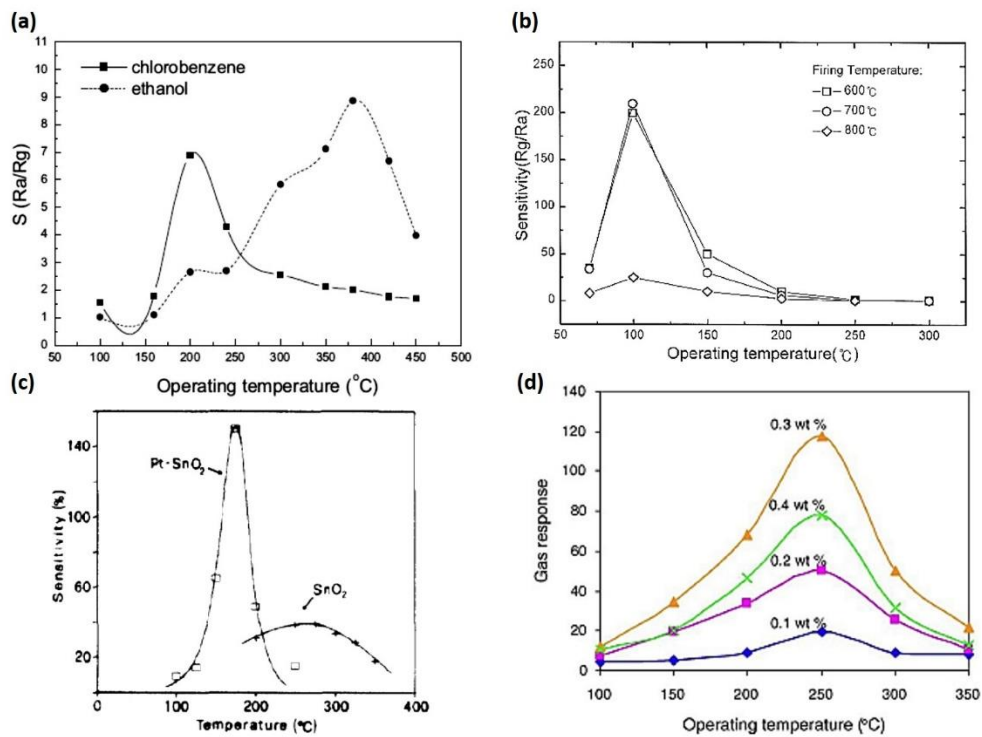 (a)
11
10
9
8
7
6
5
4
3
2
1
0
S (Ra/Rg)
chlorobenzene
ethanol
50 100 150 200 250 300 350 400 450 500
Operating temperature (°C)
(b)
200
150
100
50
0
Sensitivity(Rg/Ra)
Firing Temperature:
600℃
700℃
800℃
50 100 150 200 250 300
Operating temperature(℃)
(c)
140
100
60
20
Sensitivity (%)
Pt-SnO₂
SnO₂
0 100 200 300 400
Temperature (°C)
(d)
140
120
100
80
60
40
20
0
Gas response
0.3 wt %
0.4 wt %
0.2 wt %
0.1 wt %
100 150 200 250 300 350
Operating temperature (°C)